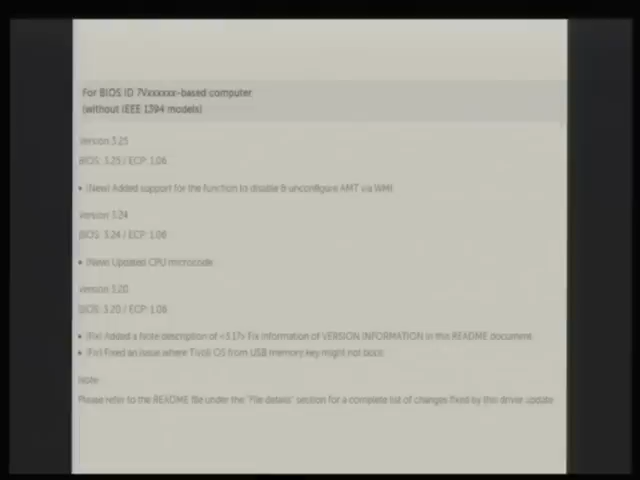 For BIOS ID 7Vxxxxxx-based computer
(without IEEE 1394 models)
Version 3.25
BIOS: 3.25 / ECP: 1.06
• (New) Added support for the function to disable & unconfigure AMT via WMI
Version 3.24
BIOS: 3.24 / ECP: 1.06
• (New) Updated CPU microcode.
Version 3.20
BIOS: 3.20 / ECP: 1.06
• (Fix) Added a Note description of <3.17> Fix information of VERSION INFORMATION in this README document.
• (Fix) Fixed an issue where Tivoli OS from USB memory key might not boot.
Note:
Please refer to the README file under the "File details" section for a complete list of changes fixed by this driver update